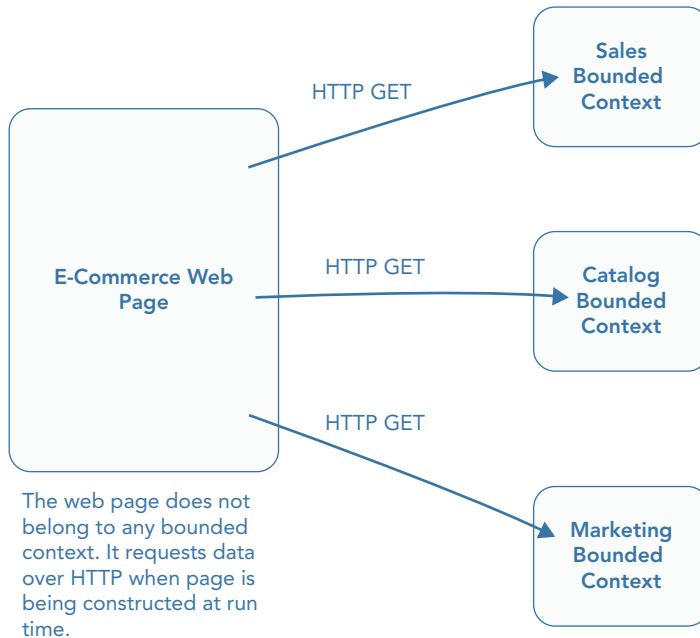 Sales
Bounded
Context
HTTP GET
E-Commerce Web
Page
HTTP GET
Catalog
Bounded
Context
HTTP GET
The web page does not
belong to any bounded
context. It requests data
over HTTP when page is
being constructed at run
time.
Marketing
Bounded
Context